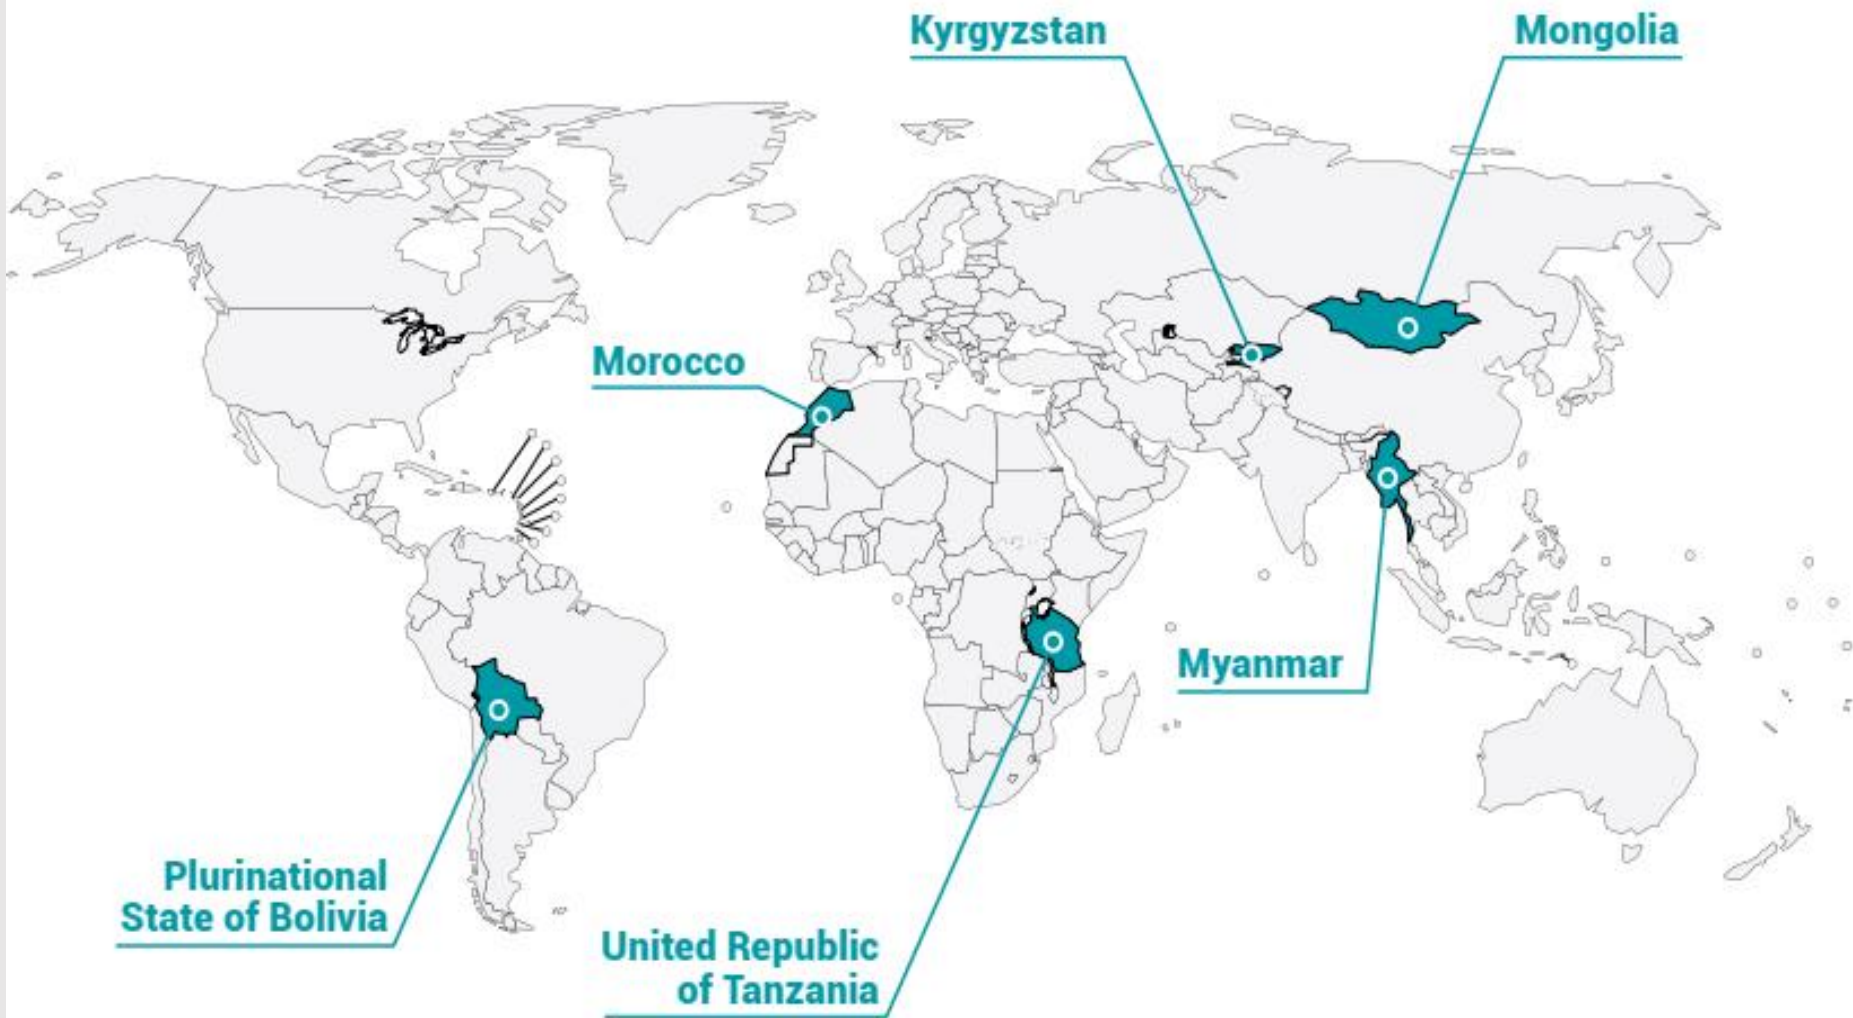 Kyrgyzstan
Mongolia
Morocco
Myanmar
Plurinational
State of Bolivia
United Republic
of Tanzania